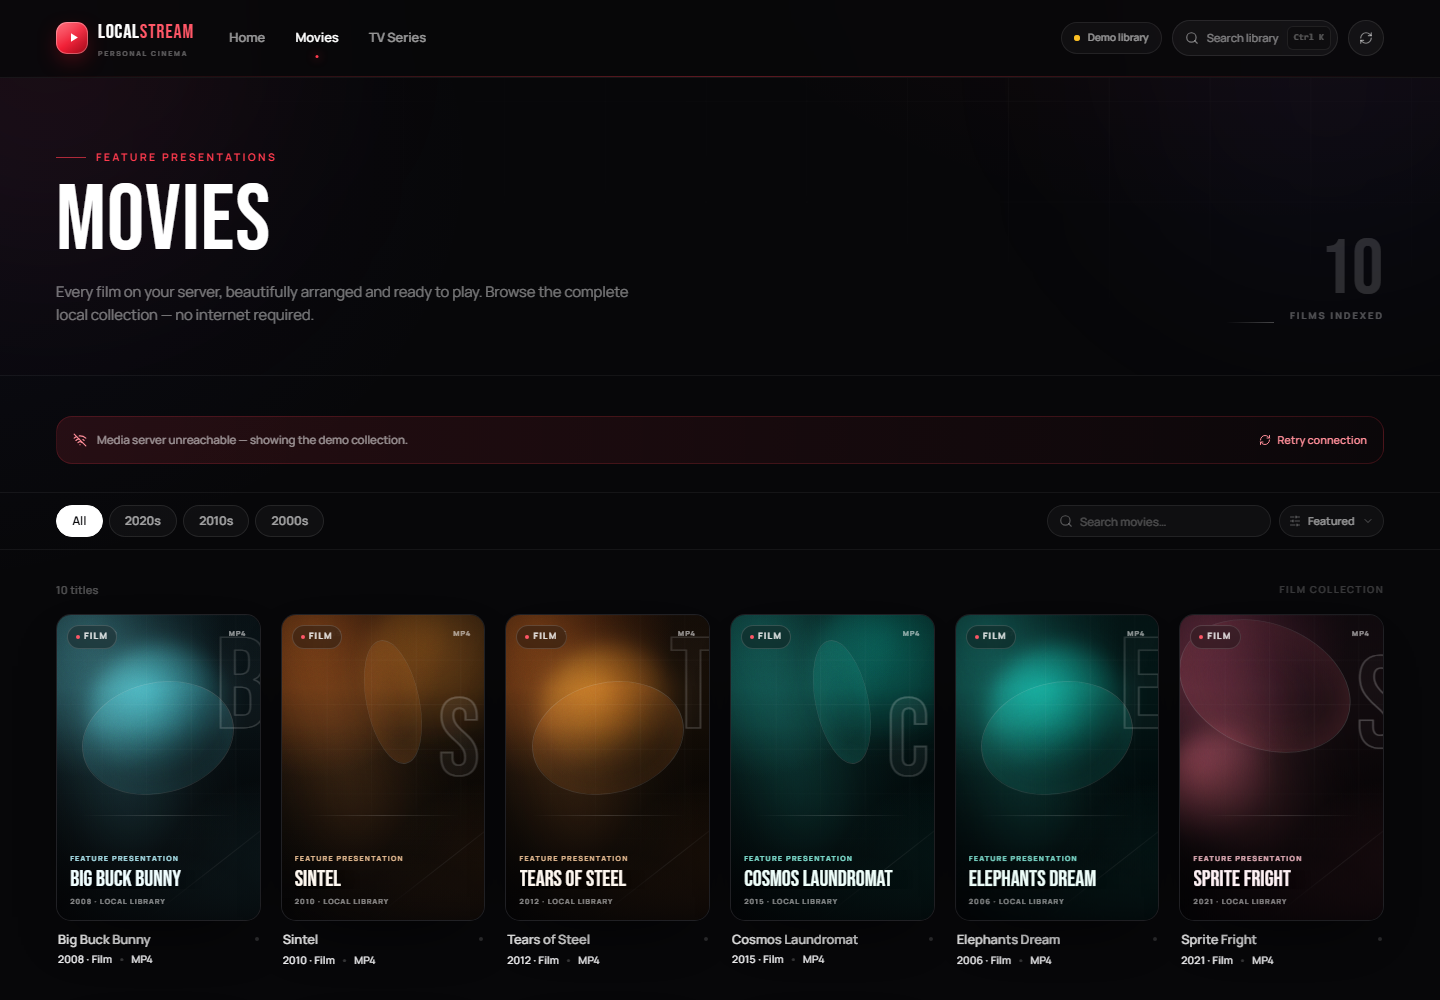 LOCALSTREAM
PERSONAL CINEMA
Home
Movies
TV Series
Demo library
Search library
Ctrl K
FEATURE PRESENTATIONS
MOVIES
Every film on your server, beautifully arranged and ready to play. Browse the complete
local collection — no internet required.
10
FILMS INDEXED
Media server unreachable — showing the demo collection.
Retry connection
All
2020s
2010s
2000s
Search movies...
Featured
10 titles
FILM COLLECTION
FILM
MP4
B
FEATURE PRESENTATION
BIG BUCK BUNNY
2008 · LOCAL LIBRARY
Big Buck Bunny
2008 · Film • MP4
FILM
MP4
S
FEATURE PRESENTATION
SINTEL
2010 · LOCAL LIBRARY
Sintel
2010 · Film • MP4
FILM
MP4
T
FEATURE PRESENTATION
TEARS OF STEEL
2012 · LOCAL LIBRARY
Tears of Steel
2012 · Film • MP4
FILM
MP4
C
FEATURE PRESENTATION
COSMOS LAUNDROMAT
2015 · LOCAL LIBRARY
Cosmos Laundromat
2015 · Film • MP4
FILM
MP4
E
FEATURE PRESENTATION
ELEPHANTS DREAM
2006 · LOCAL LIBRARY
Elephants Dream
2006 · Film • MP4
FILM
MP4
S
FEATURE PRESENTATION
SPRITE FRIGHT
2021 · LOCAL LIBRARY
Sprite Fright
2021 · Film • MP4